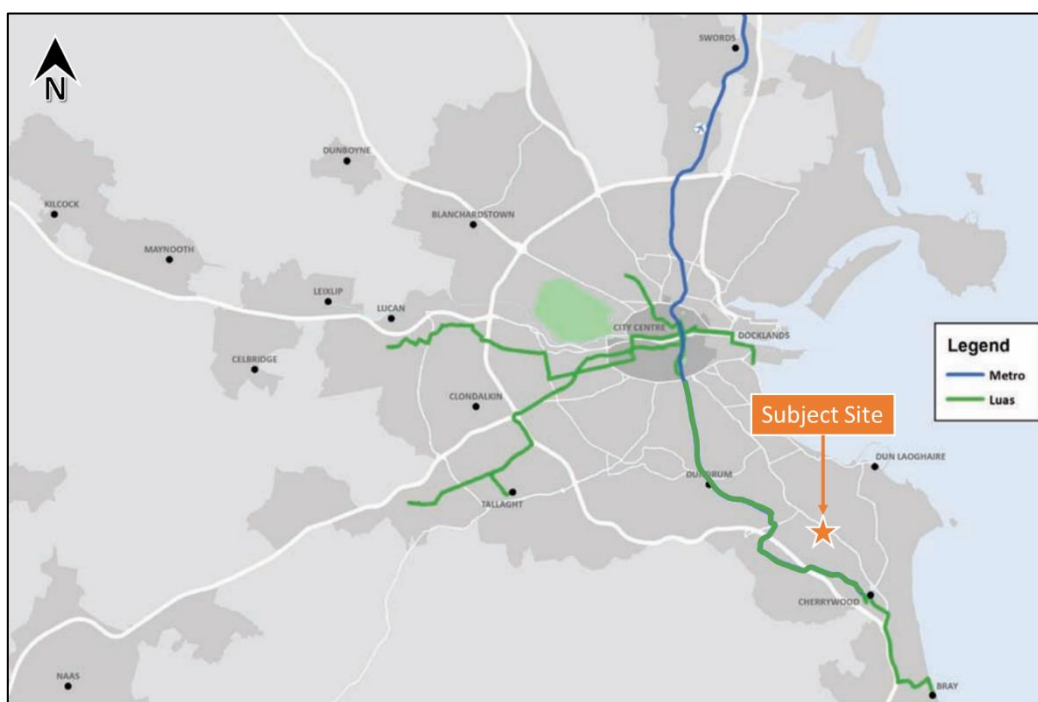 N
SWORDS
DUNBOYNE
KILCOCK
BLANCHARDSTOWN
MAYNOOTH
LEIXLIP
LUCAN
CITY CENTRE
DOCKLANDS
CELBRIDGE
CLONDALKIN
Legend
Metro
Luas
Subject Site
DUN LAOGHAIRE
DUNDRUM
TALLAGHT
CHERRYWOOD
NAAS
BRAY